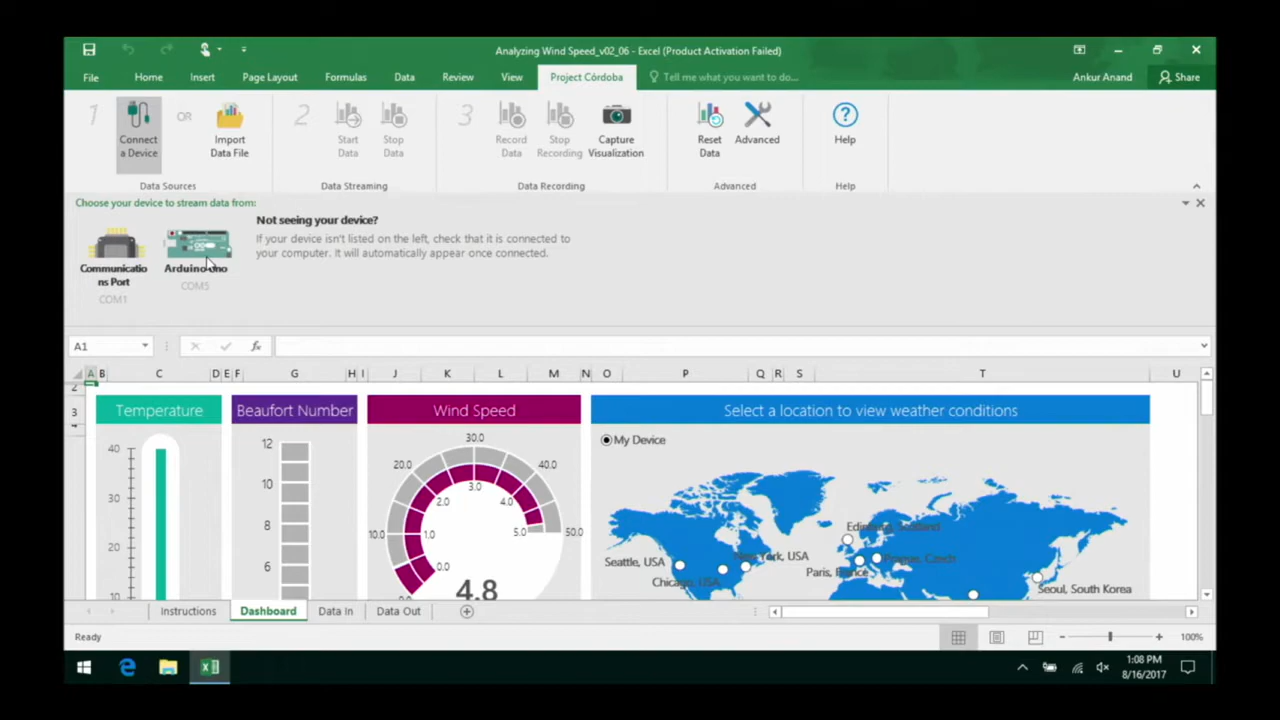 Analyzing Wind Speed_v02_06 - Excel (Product Activation Failed)
File Home Insert Page Layout Formulas Data Review View Project Córdoba Tell me what you want to do... Ankur Anand Share
1 Connect a Device OR Import Data File 2 Start Data Stop Data 3 Record Data Stop Recording Capture Visualization Reset Data Advanced Help
Data Sources Data Streaming Data Recording Advanced Help
Choose your device to stream data from:
Not seeing your device?
If your device isn't listed on the left, check that it is connected to
your computer. It will automatically appear once connected.
Communicatio
ns Port
COM1
Arduino Uno
COM5
A1 fx
A B C D E F G H I J K L M N O P Q R S T U
2
3
4
Temperature
40
30
20
10
Beaufort Number
12
10
8
6
Wind Speed
30.0
20.0 40.0
10.0 50.0
3.0
2.0 4.0
1.0 5.0
0.0
4.8
Select a location to view weather conditions
My Device
Edinburgh, Scotland
Seattle, USA
New York, USA
Chicago, USA
Paris, France
Prague, Czech
Seoul, South Korea
Instructions Dashboard Data In Data Out
Ready 100%
1:08 PM
8/16/2017